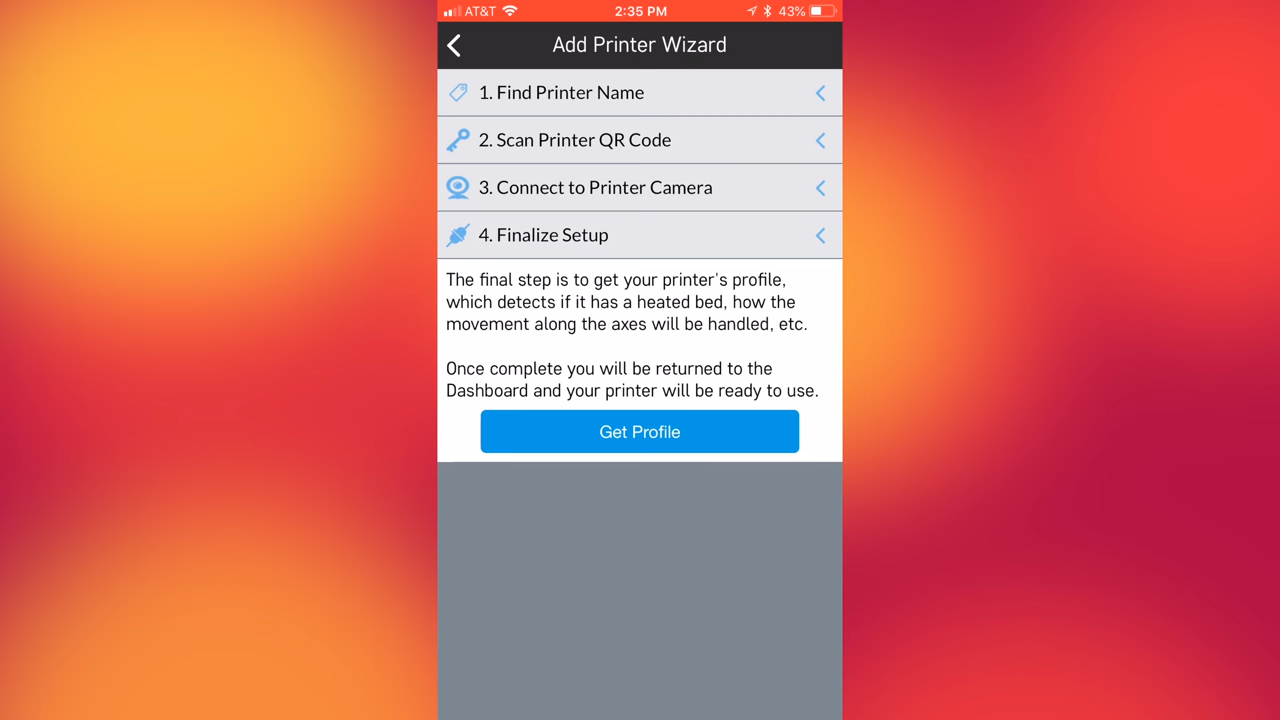 AT&T 2:35 PM 43%
Add Printer Wizard
1. Find Printer Name
2. Scan Printer QR Code
3. Connect to Printer Camera
4. Finalize Setup
The final step is to get your printer's profile,
which detects if it has a heated bed, how the
movement along the axes will be handled, etc.
Once complete you will be returned to the
Dashboard and your printer will be ready to use.
Get Profile